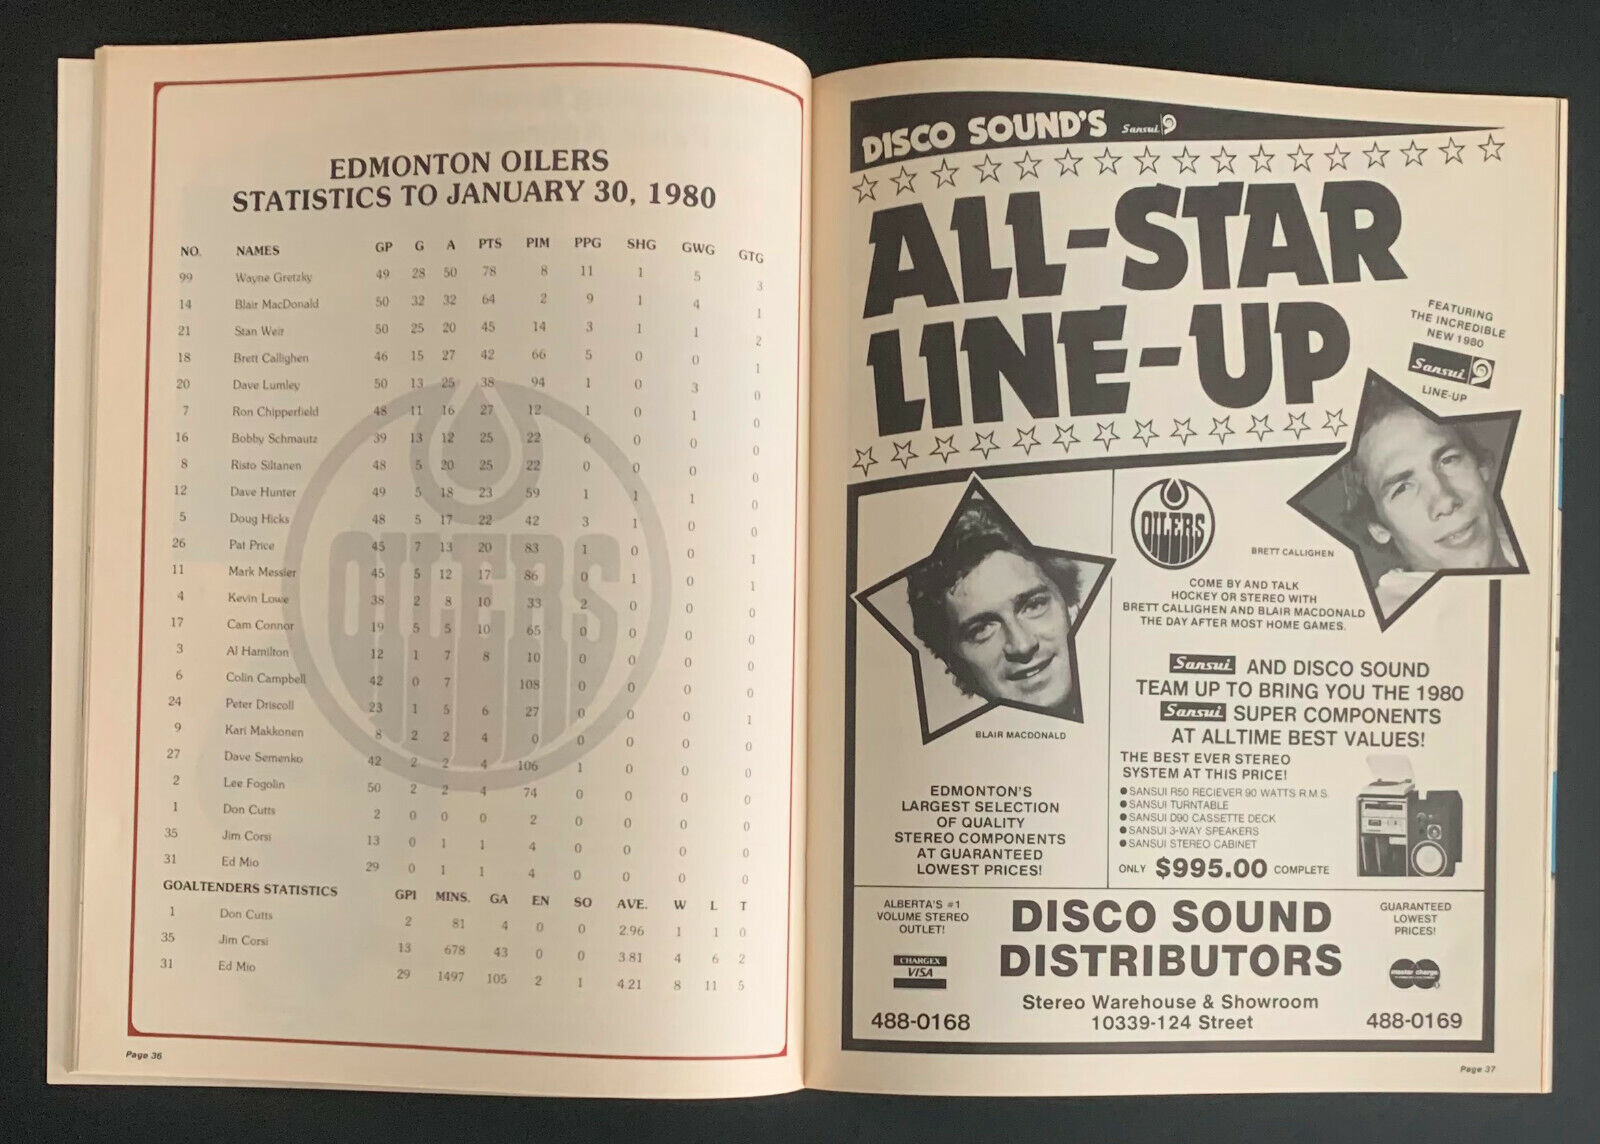 EDMONTON OILERS
STATISTICS TO JANUARY 30, 1980
NO. NAMES GP G A PTS PIM PPG SHG GWG GTG
99 Wayne Gretzky 49 28 50 78 8 11 1 5 3
14 Blair MacDonald 50 32 32 64 2 9 1 4 1
21 Stan Weir 50 25 20 45 14 3 1 1 2
18 Brett Callighen 46 15 27 42 66 5 0 0 1
20 Dave Lumley 50 13 25 38 94 1 0 3 0
7 Ron Chipperfield 48 11 16 27 12 1 0 1 0
16 Bobby Schmautz 39 13 12 25 22 6 0 0 0
8 Risto Siltanen 48 5 20 25 22 0 0 0 0
12 Dave Hunter 49 5 18 23 59 1 1 1 0
5 Doug Hicks 48 5 17 22 42 3 1 0 0
26 Pat Price 45 7 13 20 83 1 0 0 1
11 Mark Messier 45 5 12 17 86 0 1 0 1
4 Kevin Lowe 38 2 8 10 33 2 0 0 0
17 Cam Connor 19 5 5 10 65 0 0 0 0
3 Al Hamilton 12 1 7 8 10 0 0 0 0
6 Colin Campbell 42 0 7 108 0 0 0 0
24 Peter Driscoll 23 1 5 6 27 0 0 0 1
9 Kari Makkonen 8 2 2 4 0 0 0 0 0
27 Dave Semenko 42 2 2 4 106 1 0 0 0
2 Lee Fogolin 50 2 2 4 74 0 0 0 0
1 Don Cutts 2 0 0 0 2 0 0 0 0
35 Jim Corsi 13 0 1 1 4 0 0 0 0
31 Ed Mio 29 0 1 1 4 0 0 0 0
GOALTENDERS STATISTICS GPI MINS. GA EN SO AVE. W L T
1 Don Cutts 2 81 4 0 0 2.96 1 1 0
35 Jim Corsi 13 678 43 0 0 3.81 4 6 2
31 Ed Mio 29 1497 105 2 1 4.21 8 11 5
OILERS
Page 36
DISCO SOUND'S Sansui
ALL-STAR
LINE-UP
FEATURING
THE INCREDIBLE
NEW 1980
Sansui
LINE-UP
OILERS
BRETT CALLIGHEN
COME BY AND TALK
HOCKEY OR STEREO WITH
BRETT CALLIGHEN AND BLAIR MACDONALD
THE DAY AFTER MOST HOME GAMES.
BLAIR MACDONALD
Sansui AND DISCO SOUND
TEAM UP TO BRING YOU THE 1980
Sansui SUPER COMPONENTS
AT ALLTIME BEST VALUES!
EDMONTON'S
LARGEST SELECTION
OF QUALITY
STEREO COMPONENTS
AT GUARANTEED
LOWEST PRICES!
THE BEST EVER STEREO
SYSTEM AT THIS PRICE!
● SANSUI R50 RECIEVER 90 WATTS R.M.S.
● SANSUI TURNTABLE
● SANSUI D90 CASSETTE DECK
● SANSUI 3-WAY SPEAKERS
● SANSUI STEREO CABINET
ONLY $995.00 COMPLETE
ALBERTA'S #1
VOLUME STEREO
OUTLET!
CHARGEX
VISA
488-0168
DISCO SOUND
DISTRIBUTORS
Stereo Warehouse & Showroom
10339-124 Street
GUARANTEED
LOWEST
PRICES!
master charge
488-0169
Page 37